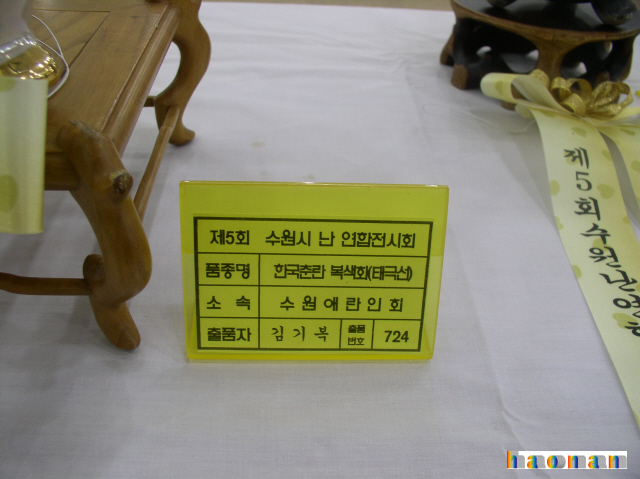 제5회 수원시 난 연합전시회
품종명 한국춘란 복색화(태극선)
소속 수원애란인회
출품자 김기복 출품번호 724
제5회수원난연
haonan